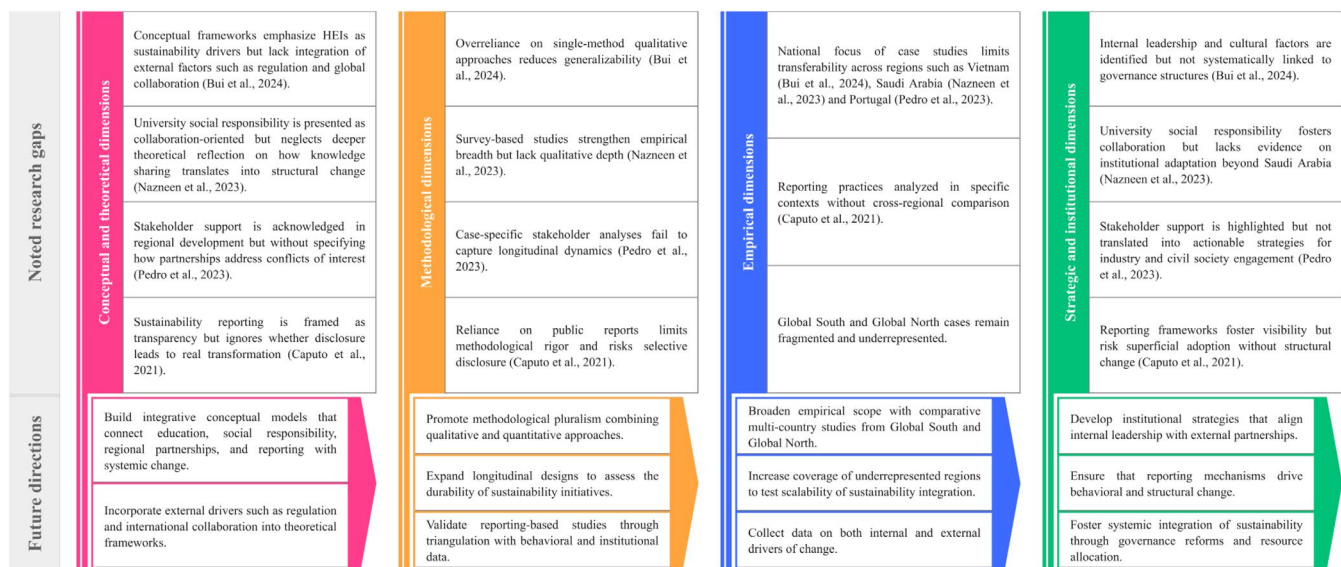 Noted research gaps
Conceptual and theoretical dimensions
Conceptual frameworks emphasize HEIs as
sustainability drivers but lack integration of
external factors such as regulation and global
collaboration (Bui et al., 2024).
University social responsibility is presented as
collaboration-oriented but neglects deeper
theoretical reflection on how knowledge
sharing translates into structural change
(Nazneen et al., 2023).
Stakeholder support is acknowledged in
regional development but without specifying
how partnerships address conflicts of interest
(Pedro et al., 2023).
Sustainability reporting is framed as
transparency but ignores whether disclosure
leads to real transformation (Caputo et al.,
2021).
Methodological dimensions
Overreliance on single-method qualitative
approaches reduces generalizability (Bui et
al., 2024).
Survey-based studies strengthen empirical
breadth but lack qualitative depth (Nazneen et
al., 2023).
Case-specific stakeholder analyses fail to
capture longitudinal dynamics (Pedro et al.,
2023).
Reliance on public reports limits
methodological rigor and risks selective
disclosure (Caputo et al., 2021).
Empirical dimensions
National focus of case studies limits
transferability across regions such as Vietnam
(Bui et al., 2024), Saudi Arabia (Nazneen et
al., 2023) and Portugal (Pedro et al., 2023).
Reporting practices analyzed in specific
contexts without cross-regional comparison
(Caputo et al., 2021).
Global South and Global North cases remain
fragmented and underrepresented.
Strategic and institutional dimensions
Internal leadership and cultural factors are
identified but not systematically linked to
governance structures (Bui et al., 2024).
University social responsibility fosters
collaboration but lacks evidence on
institutional adaptation beyond Saudi Arabia
(Nazneen et al., 2023).
Stakeholder support is highlighted but not
translated into actionable strategies for
industry and civil society engagement (Pedro
et al., 2023).
Reporting frameworks foster visibility but
risk superficial adoption without structural
change (Caputo et al., 2021).
Future directions
Build integrative conceptual models that
connect education, social responsibility,
regional partnerships, and reporting with
systemic change.
Incorporate external drivers such as regulation
and international collaboration into theoretical
frameworks.
Promote methodological pluralism combining
qualitative and quantitative approaches.
Expand longitudinal designs to assess the
durability of sustainability initiatives.
Validate reporting-based studies through
triangulation with behavioral and institutional
data.
Broaden empirical scope with comparative
multi-country studies from Global South and
Global North.
Increase coverage of underrepresented regions
to test scalability of sustainability integration.
Collect data on both internal and external
drivers of change.
Develop institutional strategies that align
internal leadership with external partnerships.
Ensure that reporting mechanisms drive
behavioral and structural change.
Foster systemic integration of sustainability
through governance reforms and resource
allocation.